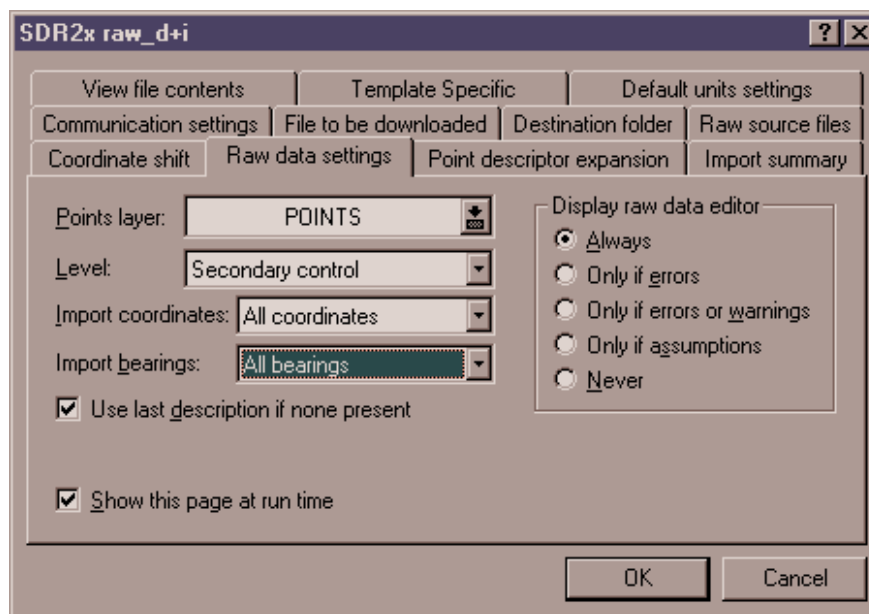 SDR2x raw_d+i
View file contents Template Specific Default units settings
Communication settings File to be downloaded Destination folder Raw source files
Coordinate shift Raw data settings Point descriptor expansion Import summary
Points layer: POINTS
Level: Secondary control
Import coordinates: All coordinates
Import bearings: All bearings
Use last description if none present
Show this page at run time
Display raw data editor
Always
Only if errors
Only if errors or warnings
Only if assumptions
Never
OK Cancel